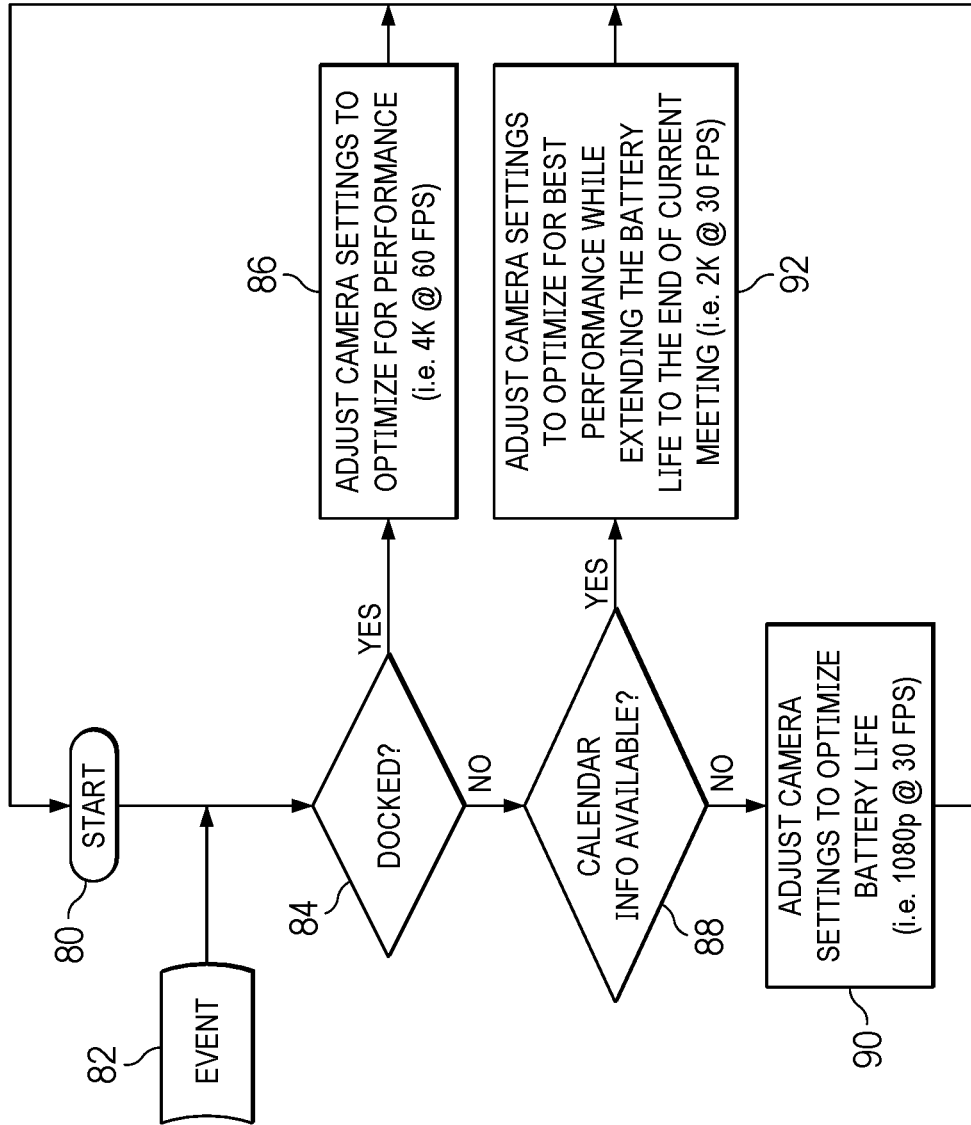 80
START
82
EVENT
84
DOCKED?
YES
NO
86
ADJUST CAMERA SETTINGS TO
OPTIMIZE FOR PERFORMANCE
(i.e. 4K @ 60 FPS)
88
CALENDAR
INFO AVAILABLE?
YES
NO
92
ADJUST CAMERA SETTINGS
TO OPTIMIZE FOR BEST
PERFORMANCE WHILE
EXTENDING THE BATTERY
LIFE TO THE END OF CURRENT
MEETING (i.e. 2K @ 30 FPS)
90
ADJUST CAMERA
SETTINGS TO OPTIMIZE
BATTERY LIFE
(i.e. 1080p @ 30 FPS)